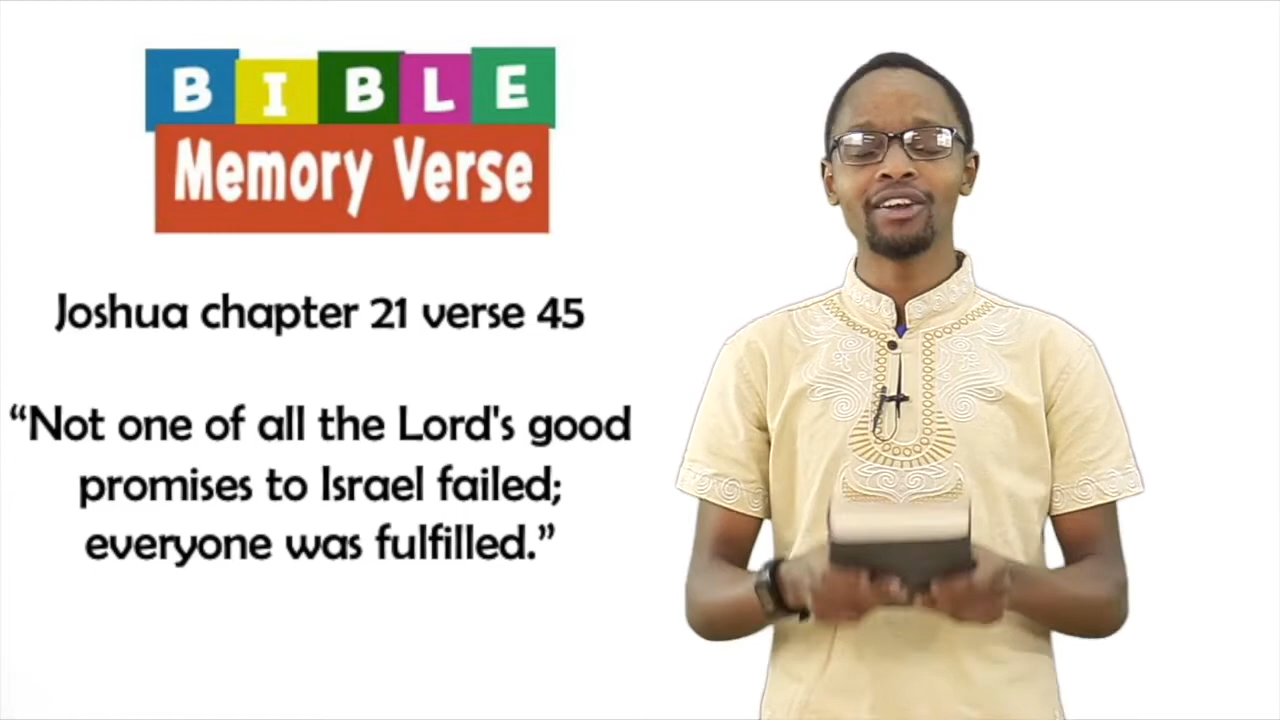 BIBLE
Memory Verse
Joshua chapter 21 verse 45
“Not one of all the Lord's good
promises to Israel failed;
everyone was fulfilled.”